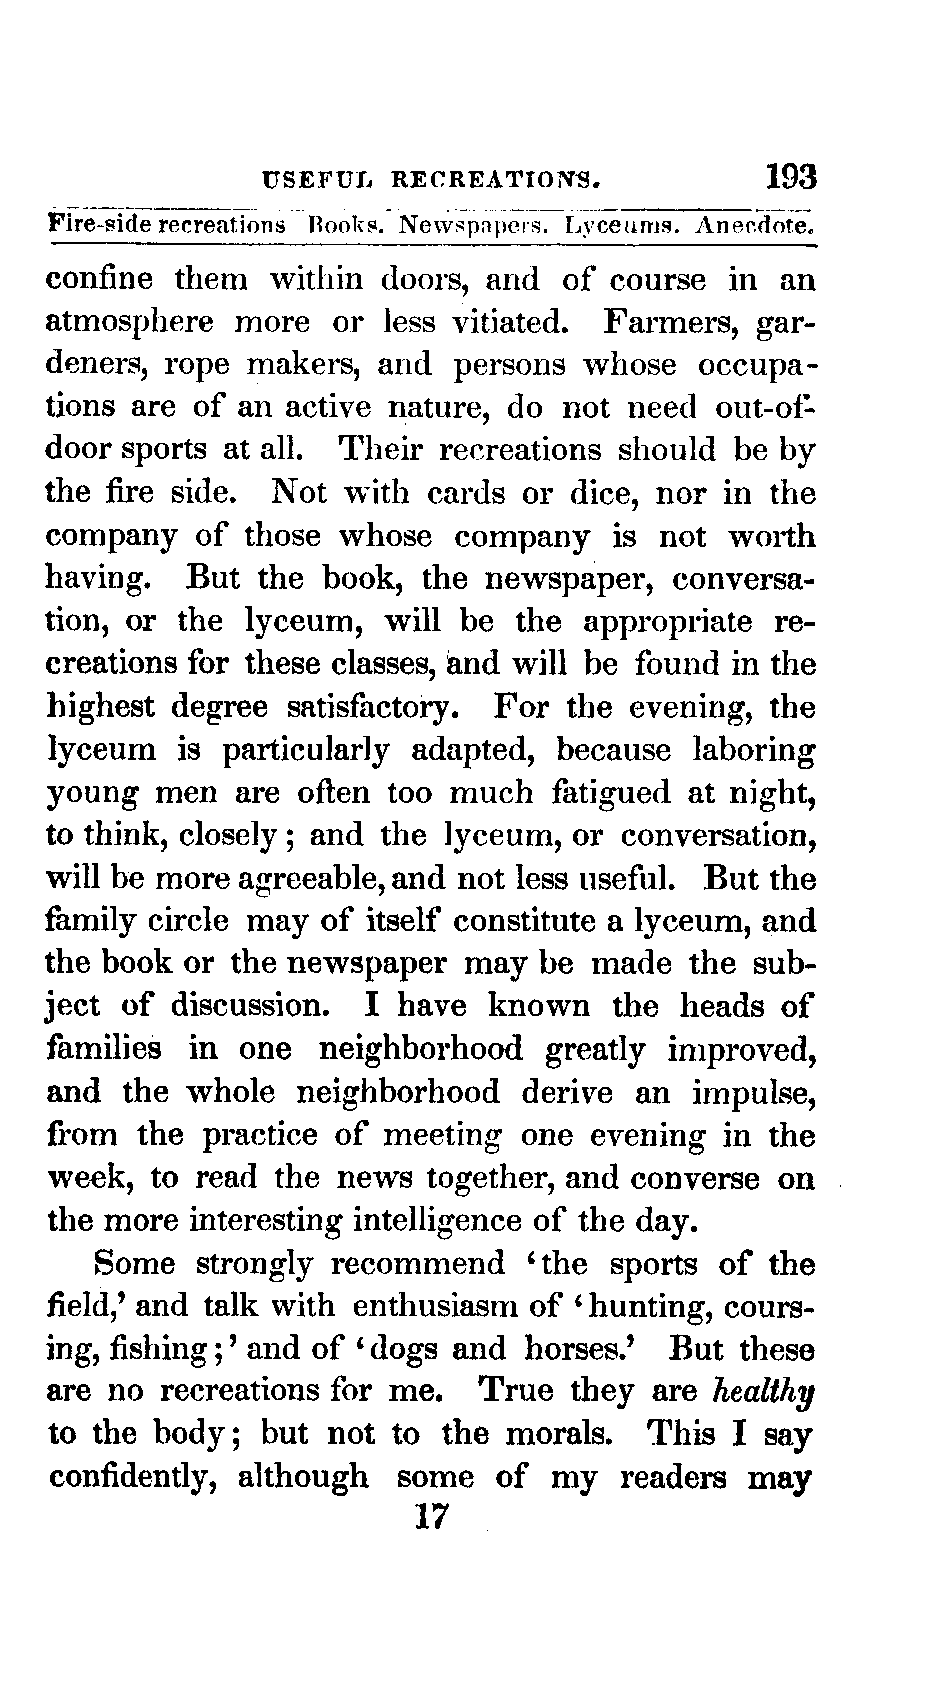 USEFUL RECREATIONS. 193
Fire-side recreations Books. Newspapers. Lyceums. Anecdote.
confine them within doors, and of course in an
atmosphere more or less vitiated. Farmers, gar-
deners, rope makers, and persons whose occupa-
tions are of an active nature, do not need out-of-
door sports at all. Their recreations should be by
the fire side. Not with cards or dice, nor in the
company of those whose company is not worth
having. But the book, the newspaper, conversa-
tion, or the lyceum, will be the appropriate re-
creations for these classes, and will be found in the
highest degree satisfactory. For the evening, the
lyceum is particularly adapted, because laboring
young men are often too much fatigued at night,
to think, closely; and the lyceum, or conversation,
will be more agreeable, and not less useful. But the
family circle may of itself constitute a lyceum, and
the book or the newspaper may be made the sub-
ject of discussion. I have known the heads of
families in one neighborhood greatly improved,
and the whole neighborhood derive an impulse,
from the practice of meeting one evening in the
week, to read the news together, and converse on
the more interesting intelligence of the day.
Some strongly recommend ‘the sports of the
field,’ and talk with enthusiasm of ‘hunting, cours-
ing, fishing;’ and of ‘dogs and horses.’ But these
are no recreations for me. True they are healthy
to the body; but not to the morals. This I say
confidently, although some of my readers may
17